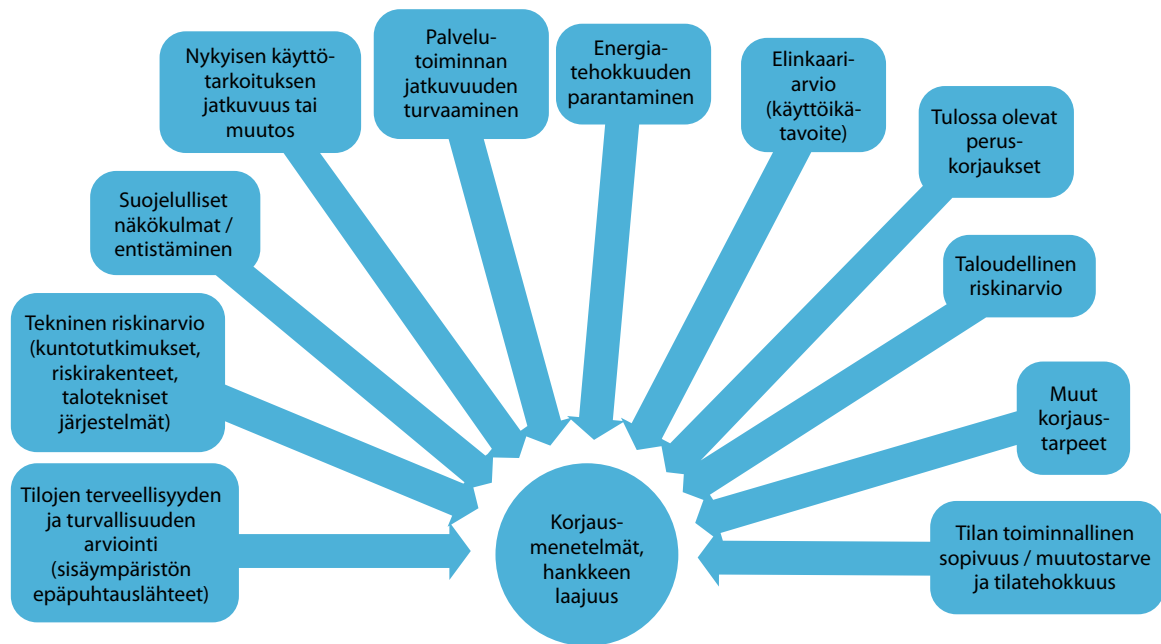 Nykyisen käyttö-
tarkoituksen
jatkuvuus tai
muutos
Palvelu-
toiminnan
jatkuvuuden
turvaaminen
Energia-
tehokkuuden
parantaminen
Elinkaari-
arvio
(käyttöikä-
tavoite)
Tulossa olevat
perus-
korjaukset
Suojelulliset
näkökulmat /
entistäminen
Taloudellinen
riskinarvio
Tekninen riskinarvio
(kuntotutkimukset,
riskirakenteet,
talotekniset
järjestelmät)
Muut
korjaus-
tarpeet
Tilojen terveellisyyden
ja turvallisuuden
arviointi
(sisäympäristön
epäpuhtauslähteet)
Korjaus-
menetelmät,
hankkeen
laajuus
Tilan toiminnallinen
sopivuus / muutostarve
ja tilatehokkuus